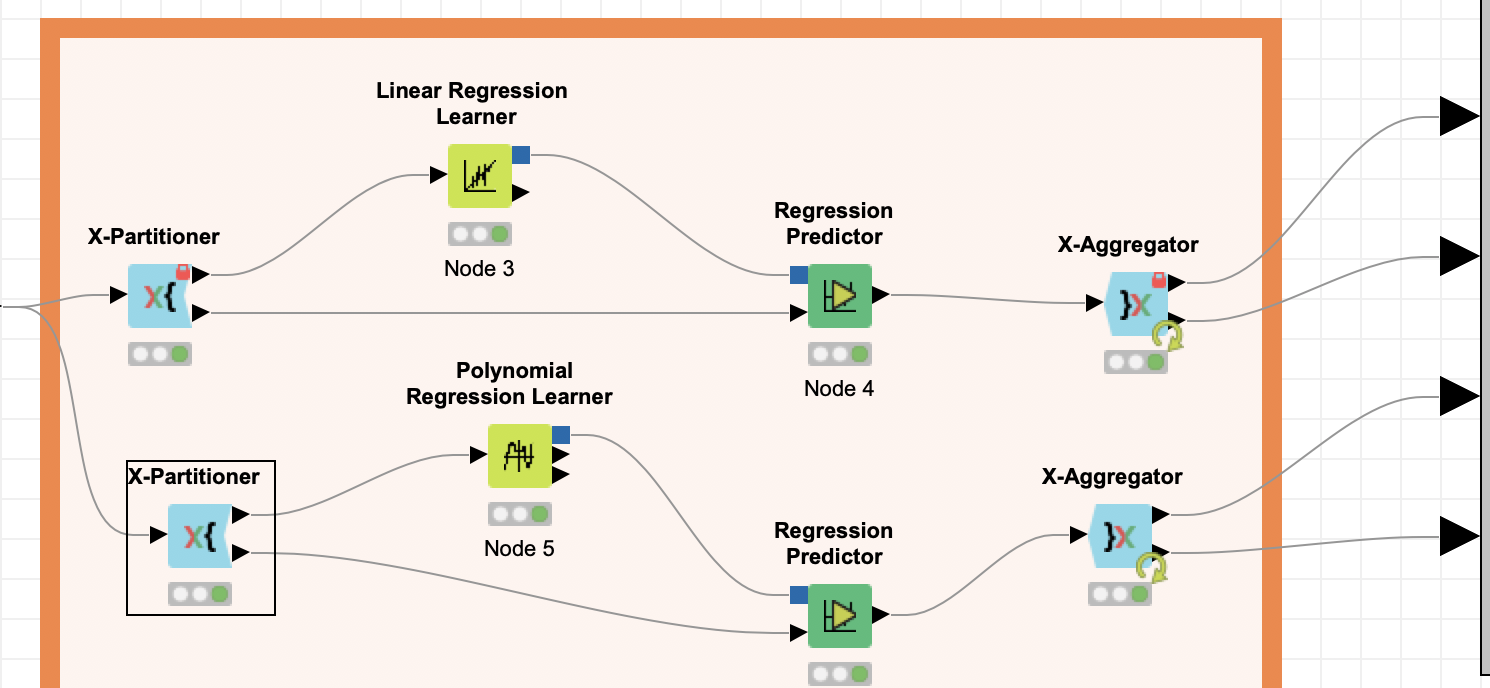 Linear Regression
Learner
Node 3
X-Partitioner
X{
Regression
Predictor
Node 4
X-Aggregator
}X
Polynomial
Regression Learner
Node 5
X-Partitioner
X{
Regression
Predictor
X-Aggregator
}X